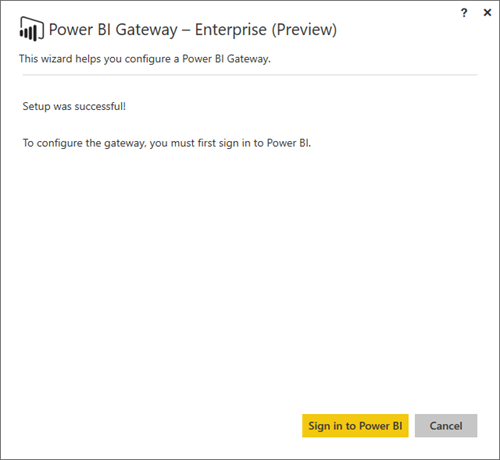 ? ×
Power BI Gateway – Enterprise (Preview)
This wizard helps you configure a Power BI Gateway.
Setup was successful!
To configure the gateway, you must first sign in to Power BI.
Sign in to Power BI Cancel